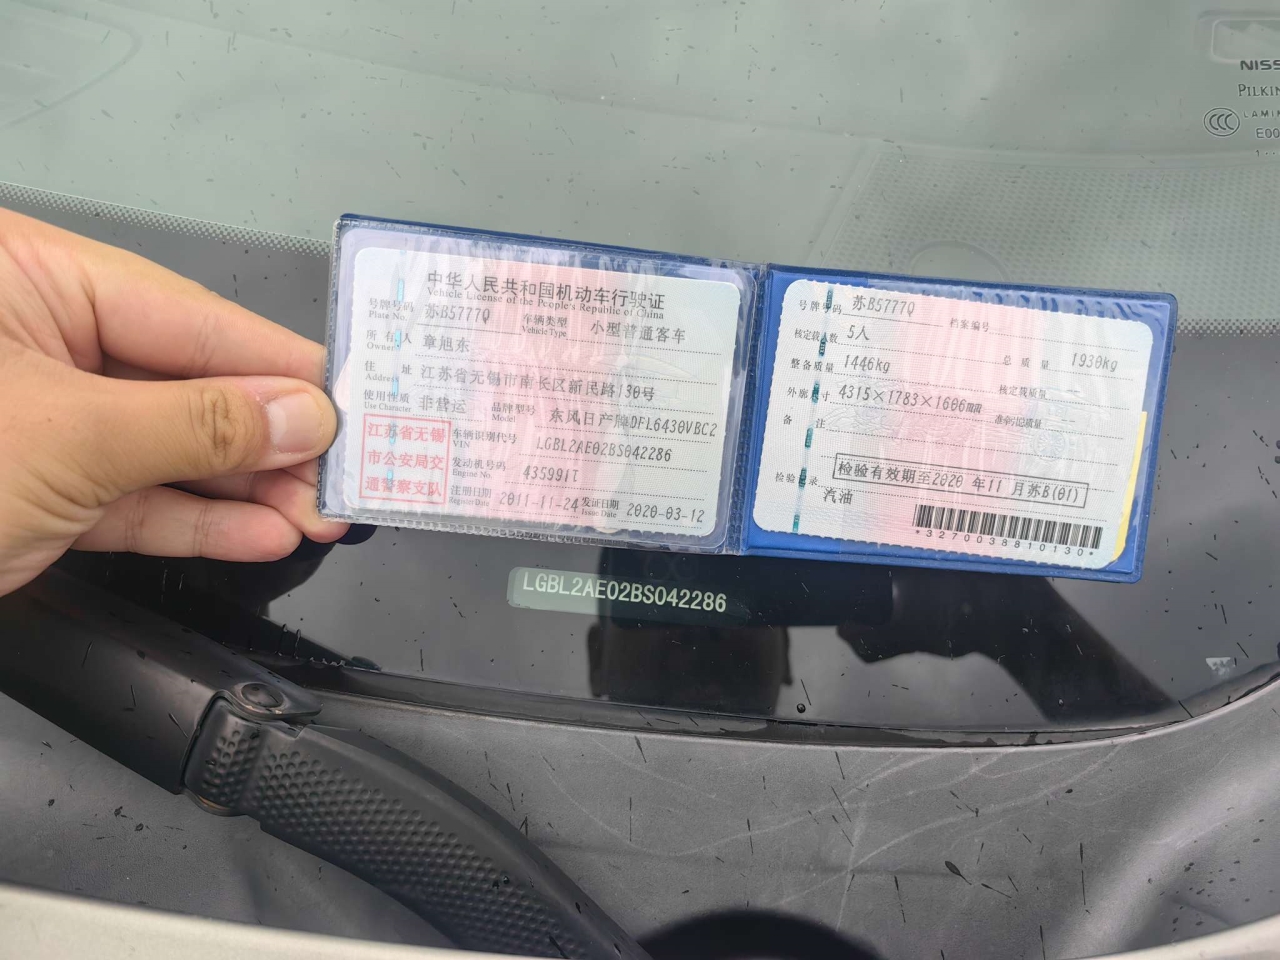 中华人民共和国机动车行驶证
Vehicle License of the People's Republic of China
号牌号码 苏B5777Q 车辆类型 小型普通客车
Plate No. Vehicle Type
所有人 章旭东
Owner
住址 江苏省无锡市南长区新民路130号
Address
使用性质 非营运 品牌型号 东风日产牌DFL6430VBC2
Use Character Model
江苏省无锡
市公安局交
通警察支队
车辆识别代号 LGBL2AE02BS042286
VIN
发动机号码 435991T
Engine No.
注册日期 2011-11-24 发证日期 2020-03-12
Register Date Issue Date
号牌号码 苏B5777Q 档案编号
核定载人数 5人 总质量 1930kg
整备质量 1446kg 核定载质量 --
外廓尺寸 4315×1783×1606mm 准牵引总质量 --
备注
检验有效期至2020年11月苏B(01)
检验记录
汽油
*3270038810130*
LGBL2AE02BS042286
NISS
PILKIN
CCC
LAMI
E00